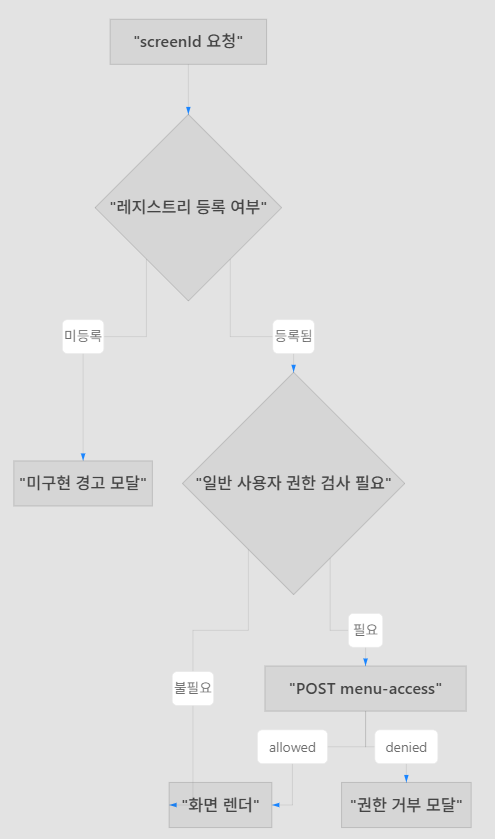 "screenId 요청"
"레지스트리 등록 여부"
미등록
등록됨
"미구현 경고 모달"
"일반 사용자 권한 검사 필요"
필요
불필요
"POST menu-access"
allowed
denied
"화면 렌더"
"권한 거부 모달"